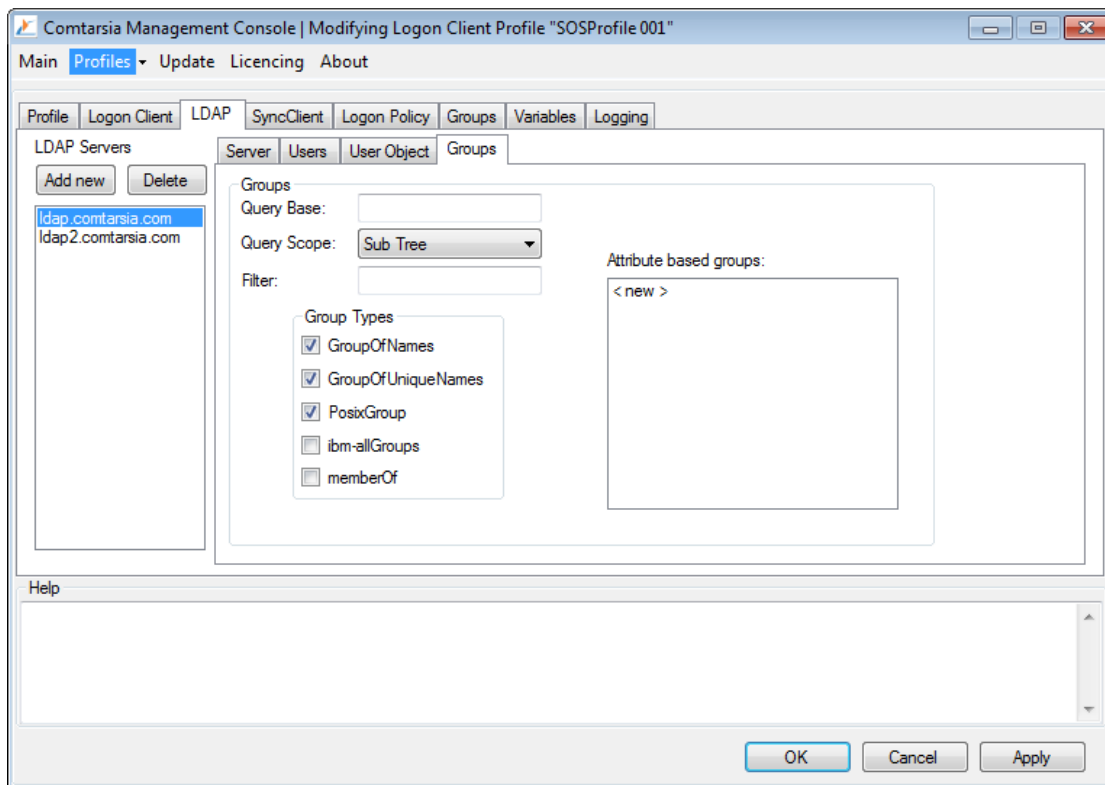 Comtarsia Management Console | Modifying Logon Client Profile "SOSProfile 001"
Main Profiles Update Licencing About
Profile Logon Client LDAP SyncClient Logon Policy Groups Variables Logging
LDAP Servers
Add new Delete
ldap.comtarsia.com
ldap2.comtarsia.com
Server Users User Object Groups
Groups
Query Base:
Query Scope: Sub Tree
Filter:
Group Types
GroupOfNames
GroupOfUniqueNames
PosixGroup
ibm-allGroups
memberOf
Attribute based groups:
< new >
Help
OK Cancel Apply